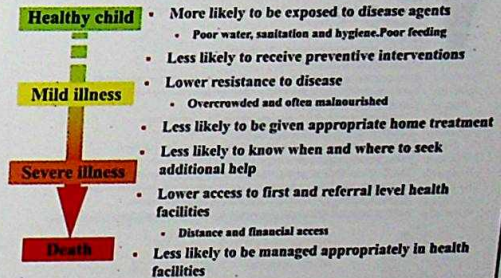 Healthy child
• More likely to be exposed to disease agents
• Poor water, sanitation and hygiene.Poor feeding
• Less likely to receive preventive interventions
Mild illness
• Lower resistance to disease
• Overcrowded and often malnourished
• Less likely to be given appropriate home treatment
• Less likely to know when and where to seek
additional help
Severe illness
• Lower access to first and referral level health
facilities
• Distance and financial access
Death
• Less likely to be managed appropriately in health
facilities